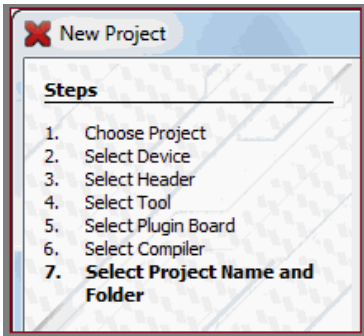 New Project
Steps
1. Choose Project
2. Select Device
3. Select Header
4. Select Tool
5. Select Plugin Board
6. Select Compiler
7. Select Project Name and
Folder